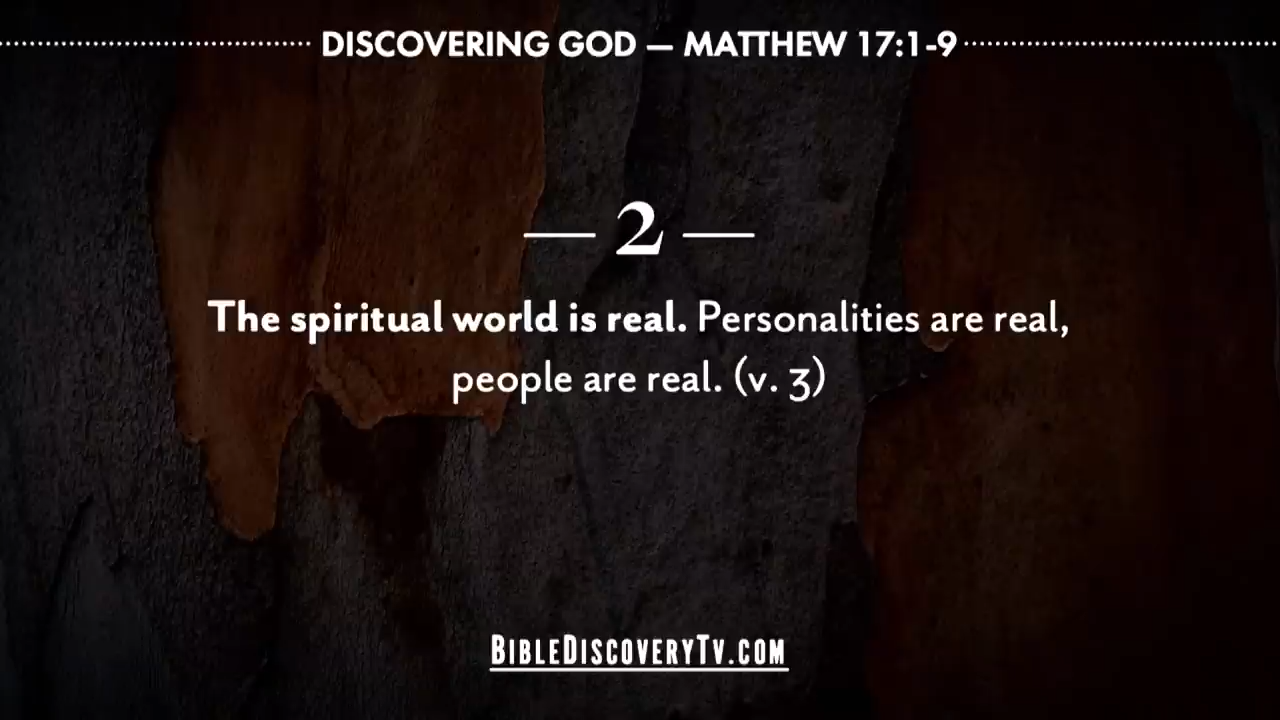 DISCOVERING GOD — MATTHEW 17:1-9
— 2 —
The spiritual world is real. Personalities are real,
people are real. (v. 3)
BIBLEDISCOVERYTV.COM